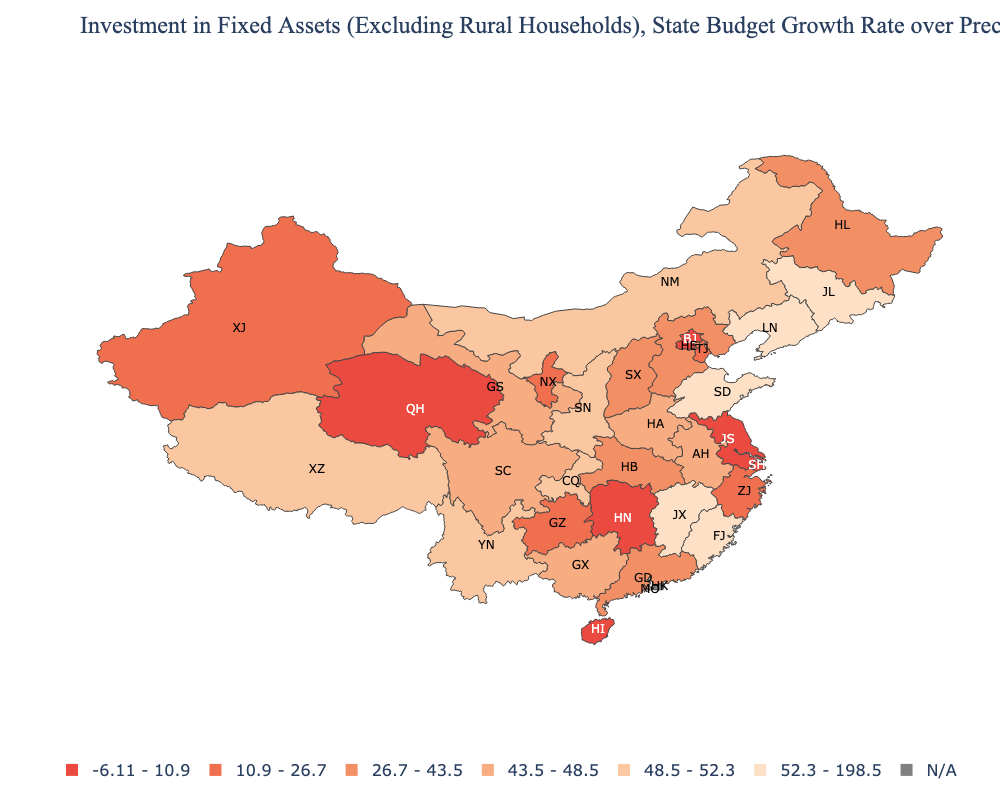 Investment in Fixed Assets (Excluding Rural Households), State Budget Growth Rate over Prec
HL
NM
JL
XJ
LN
BJ
HE TJ
SX
NX
GS
SD
QH
SN
HA
JS
AH
SH
XZ
SC
HB
CQ
ZJ
JX
HN
GZ
FJ
YN
GX
GD
HK
MO
HI
-6.11 - 10.9 10.9 - 26.7 26.7 - 43.5 43.5 - 48.5 48.5 - 52.3 52.3 - 198.5 N/A